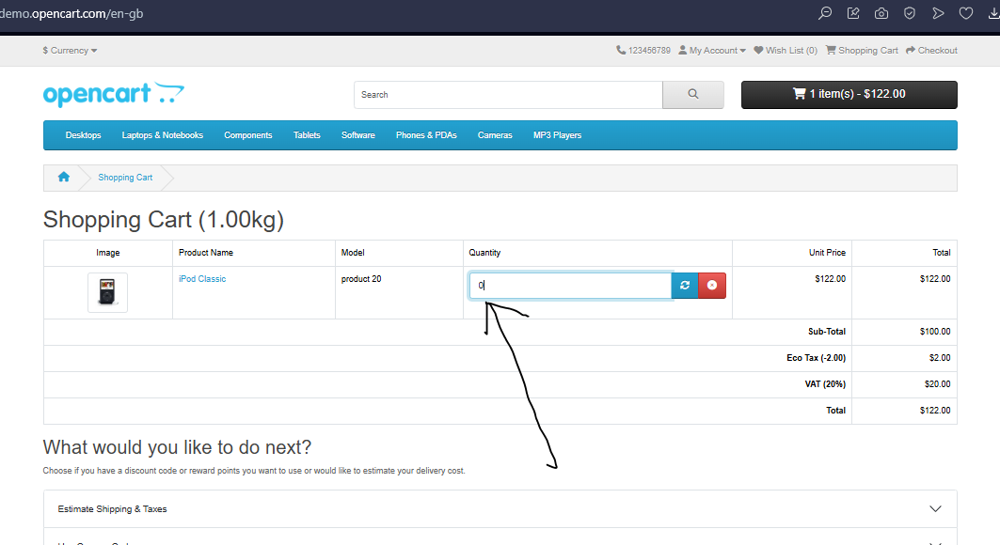 demo.opencart.com/en-gb
$ Currency 123456789 My Account Wish List (0) Shopping Cart Checkout
opencart Search 1 item(s) - $122.00
Desktops Laptops & Notebooks Components Tablets Software Phones & PDAs Cameras MP3 Players
Shopping Cart
Shopping Cart (1.00kg)
Image Product Name Model Quantity Unit Price Total
iPod Classic product 20 0 $122.00 $122.00
Sub-Total $100.00
Eco Tax (-2.00) $2.00
VAT (20%) $20.00
Total $122.00
What would you like to do next?
Choose if you have a discount code or reward points you want to use or would like to estimate your delivery cost.
Estimate Shipping & Taxes